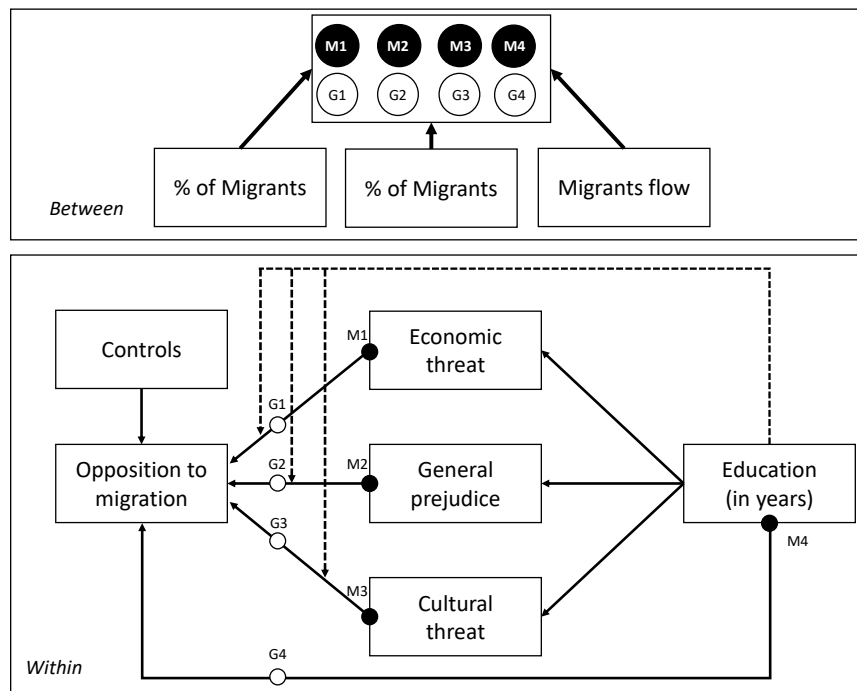 M1 M2 M3 M4
G1 G2 G3 G4
% of Migrants
% of Migrants
Migrants flow
Between
Controls
M1
Economic
threat
G1
Opposition to
migration
G2
M2
General
prejudice
Education
(in years)
G3
M4
M3
Cultural
threat
G4
Within